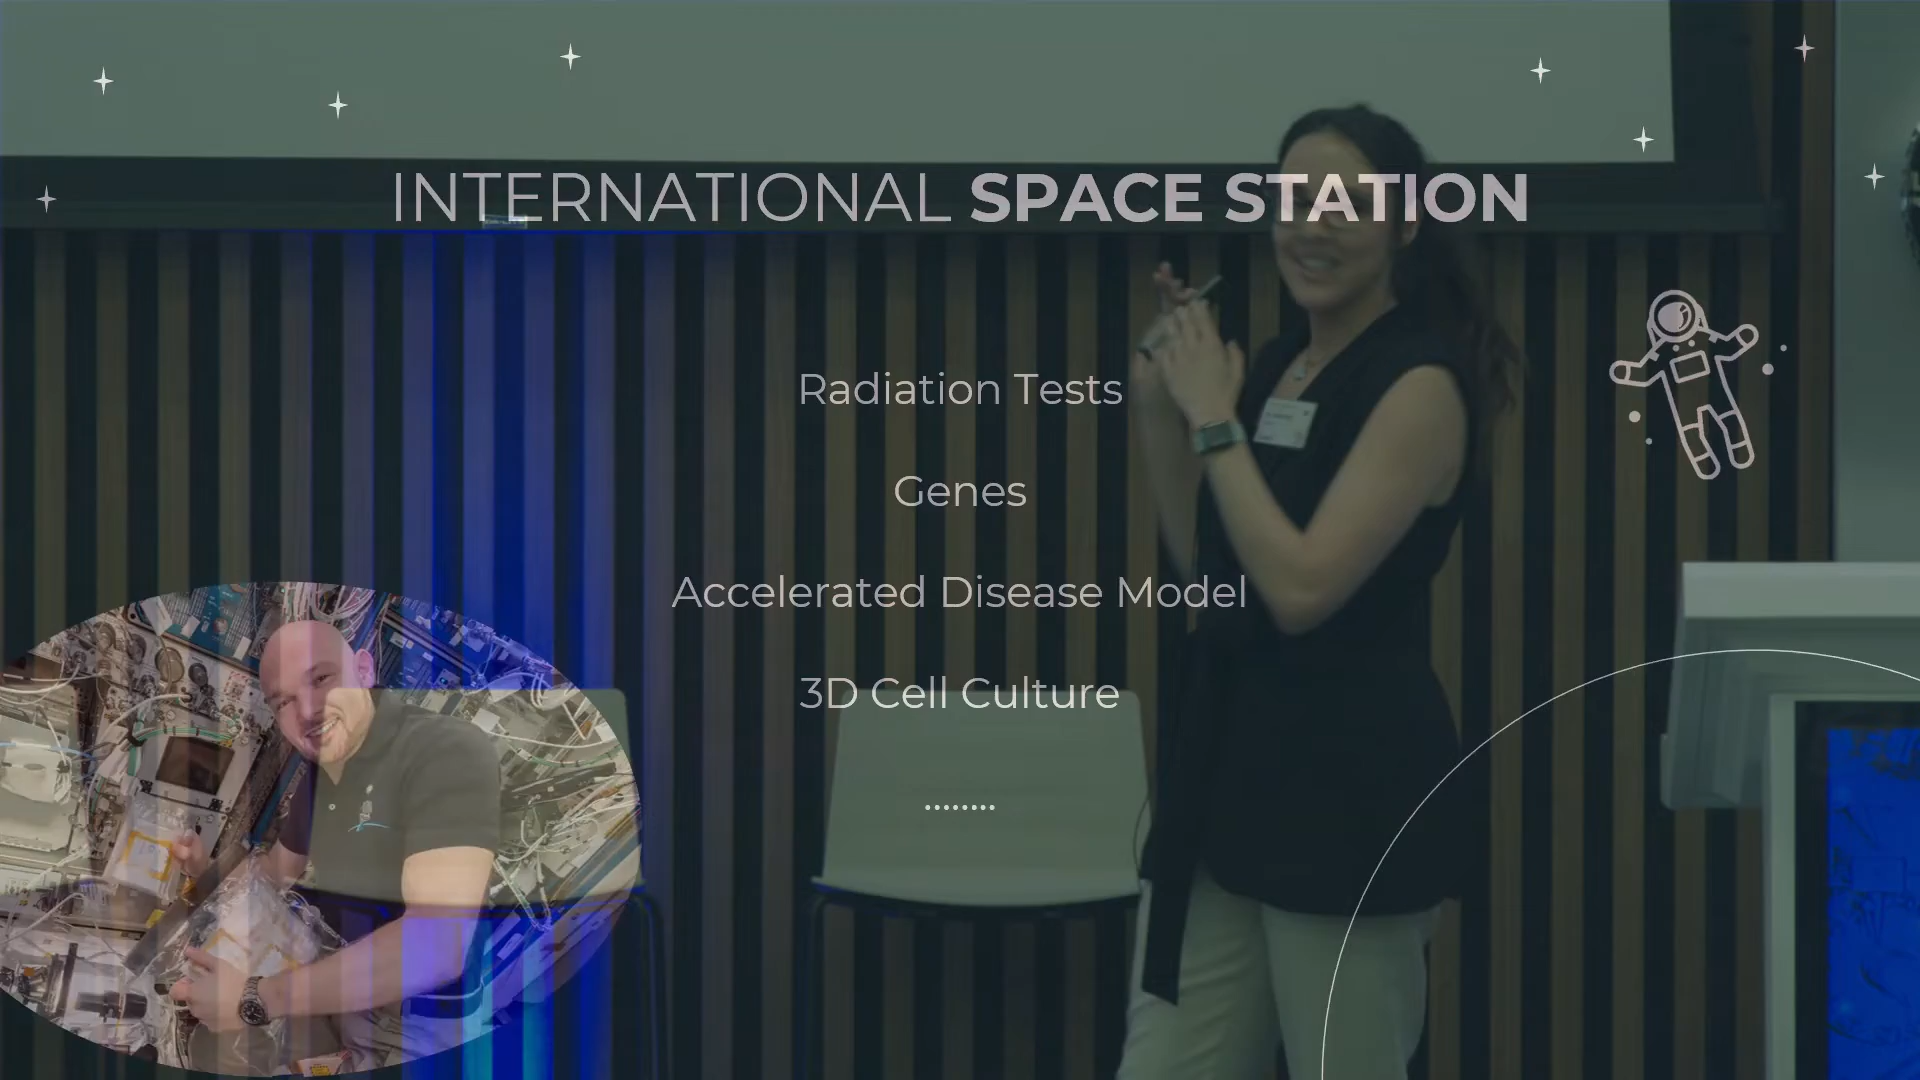 INTERNATIONAL SPACE STATION
Radiation Tests
Genes
Accelerated Disease Model
3D Cell Culture
........